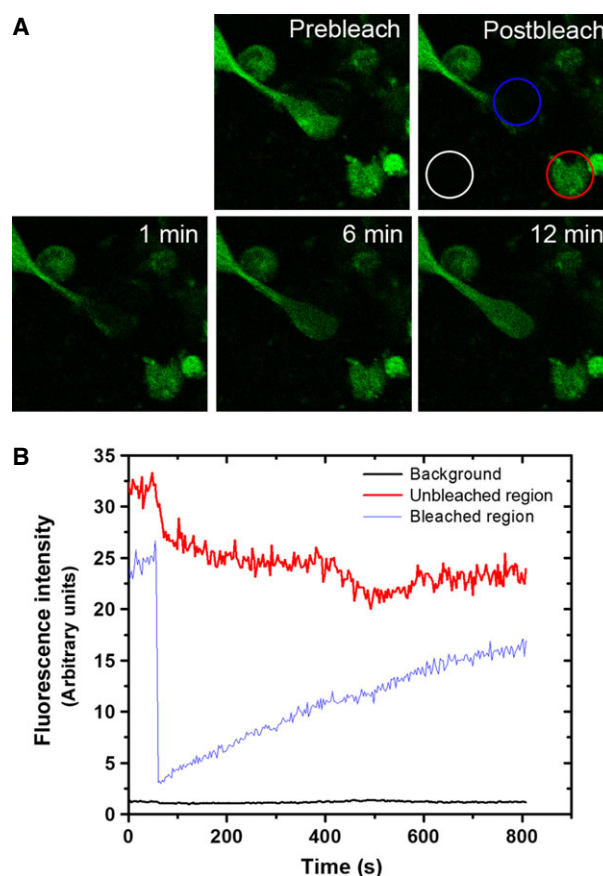 A
Prebleach
Postbleach
1 min
6 min
12 min
B
35
30
25
20
15
10
5
0
Fluorescence intensity
(Arbitrary units)
Background
Unbleached region
Bleached region
0
200
400
600
800
Time (s)